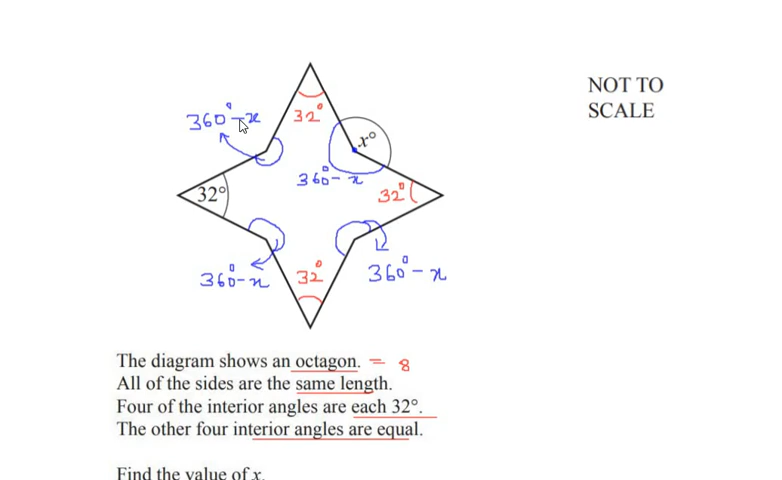 NOT TO
SCALE
360° - x
32°
x°
360° - x
32°
32°
360° - x
32°
360° - x
The diagram shows an octagon. = 8
All of the sides are the same length.
Four of the interior angles are each 32°.
The other four interior angles are equal.
Find the value of x.